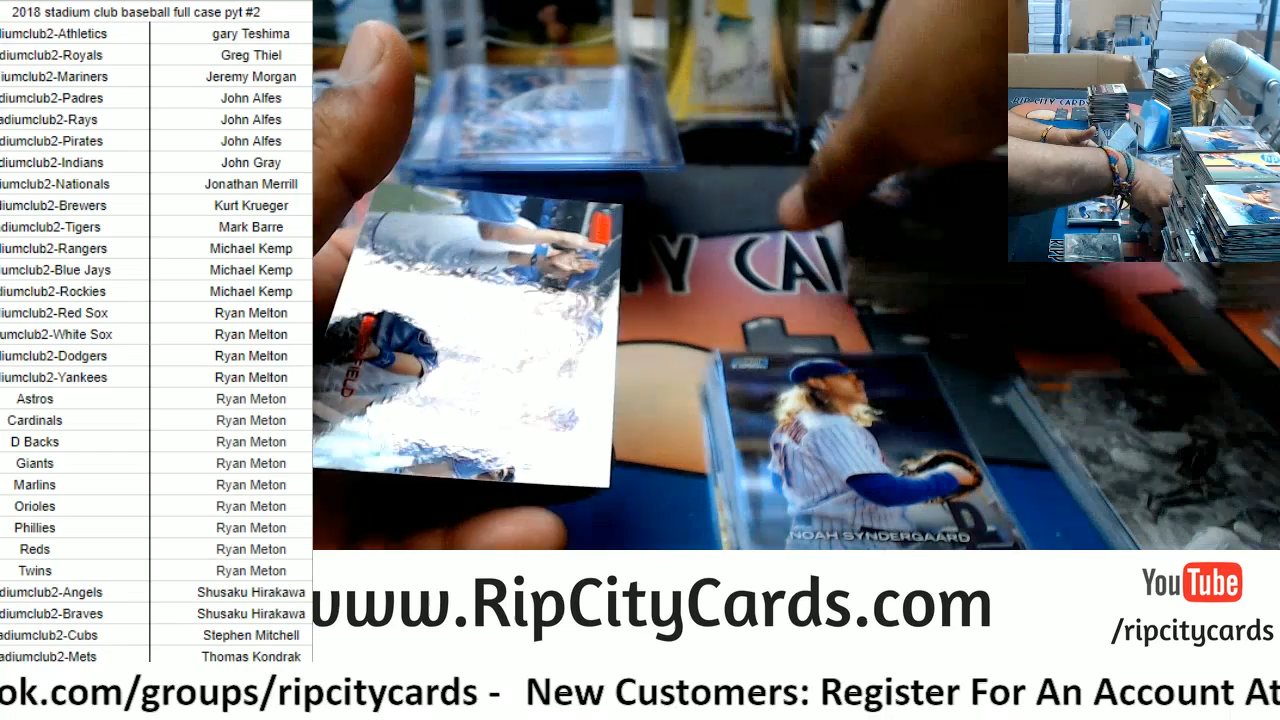 2018 stadium club baseball full case pyt #2
diumclub2-Athletics gary Teshima
diumclub2-Royals Greg Thiel
iumclub2-Mariners Jeremy Morgan
diumclub2-Padres John Alfes
adiumclub2-Rays John Alfes
diumclub2-Pirates John Alfes
diumclub2-Indians John Gray
iumclub2-Nationals Jonathan Merrill
diumclub2-Brewers Kurt Krueger
adiumclub2-Tigers Mark Barre
diumclub2-Rangers Michael Kemp
iumclub2-Blue Jays Michael Kemp
diumclub2-Rockies Michael Kemp
diumclub2-Red Sox Ryan Melton
umclub2-White Sox Ryan Melton
iumclub2-Dodgers Ryan Melton
diumclub2-Yankees Ryan Melton
Astros Ryan Meton
Cardinals Ryan Meton
D Backs Ryan Meton
Giants Ryan Meton
Marlins Ryan Meton
Orioles Ryan Meton
Phillies Ryan Meton
Reds Ryan Meton
Twins Ryan Meton
diumclub2-Angels Shusaku Hirakawa
diumclub2-Braves Shusaku Hirakawa
adiumclub2-Cubs Stephen Mitchell
adiumclub2-Mets Thomas Kondrak
RIP CITY CARDS
Y CAR
NOAH SYNDERGAARD
www.RipCityCards.com
YouTube
/ripcitycards
ok.com/groups/ripcitycards - New Customers: Register For An Account At